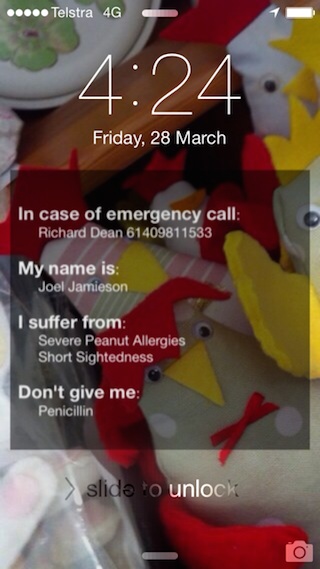 Telstra 4G
4:24
Friday, 28 March
In case of emergency call:
Richard Dean 61409811533
My name is:
Joel Jamieson
I suffer from:
Severe Peanut Allergies
Short Sightedness
Don't give me:
Penicillin
slide to unlock